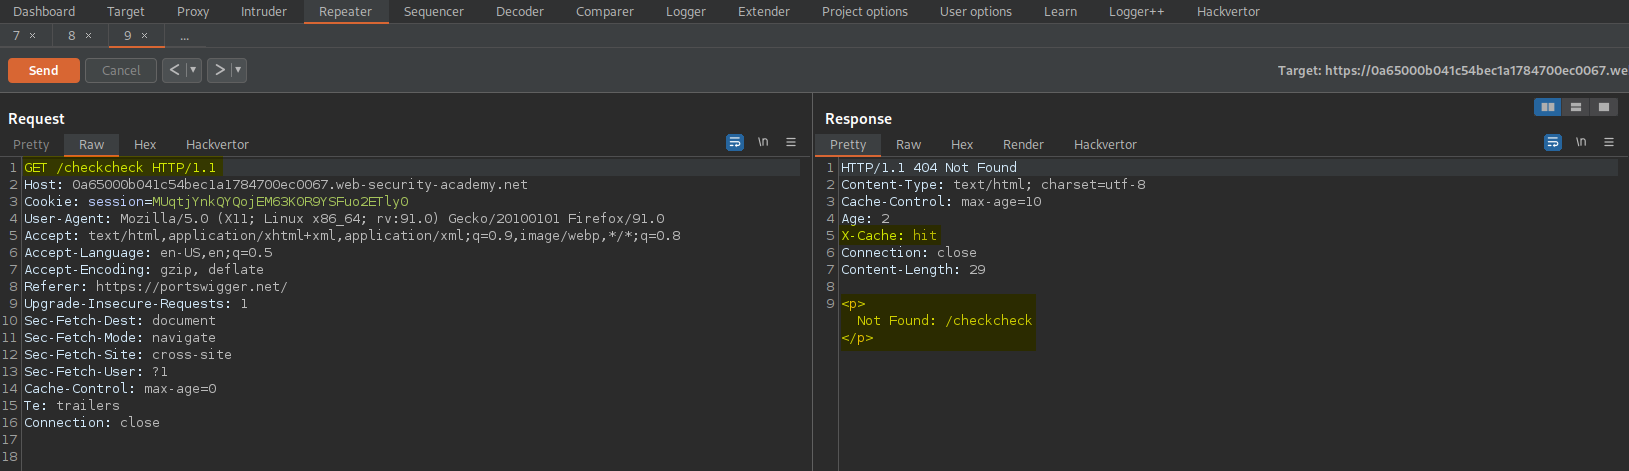 Dashboard Target Proxy Intruder Repeater Sequencer Decoder Comparer Logger Extender Project options User options Learn Logger++ Hackvertor
7 × 8 × 9 × ...
Send Cancel < > Target: https://0a65000b041c54bec1a1784700ec0067.we
Request
Pretty Raw Hex Hackvertor \n
1 GET /checkcheck HTTP/1.1
2 Host: 0a65000b041c54bec1a1784700ec0067.web-security-academy.net
3 Cookie: session=MUqtjYnkQYQojEM63K0R9YSFuo2ETly0
4 User-Agent: Mozilla/5.0 (X11; Linux x86_64; rv:91.0) Gecko/20100101 Firefox/91.0
5 Accept: text/html,application/xhtml+xml,application/xml;q=0.9,image/webp,*/*;q=0.8
6 Accept-Language: en-US,en;q=0.5
7 Accept-Encoding: gzip, deflate
8 Referer: https://portswigger.net/
9 Upgrade-Insecure-Requests: 1
10 Sec-Fetch-Dest: document
11 Sec-Fetch-Mode: navigate
12 Sec-Fetch-Site: cross-site
13 Sec-Fetch-User: ?1
14 Cache-Control: max-age=0
15 Te: trailers
16 Connection: close
17
18
Response
Pretty Raw Hex Render Hackvertor \n
1 HTTP/1.1 404 Not Found
2 Content-Type: text/html; charset=utf-8
3 Cache-Control: max-age=10
4 Age: 2
5 X-Cache: hit
6 Connection: close
7 Content-Length: 29
8
9 <p>
Not Found: /checkcheck
</p>